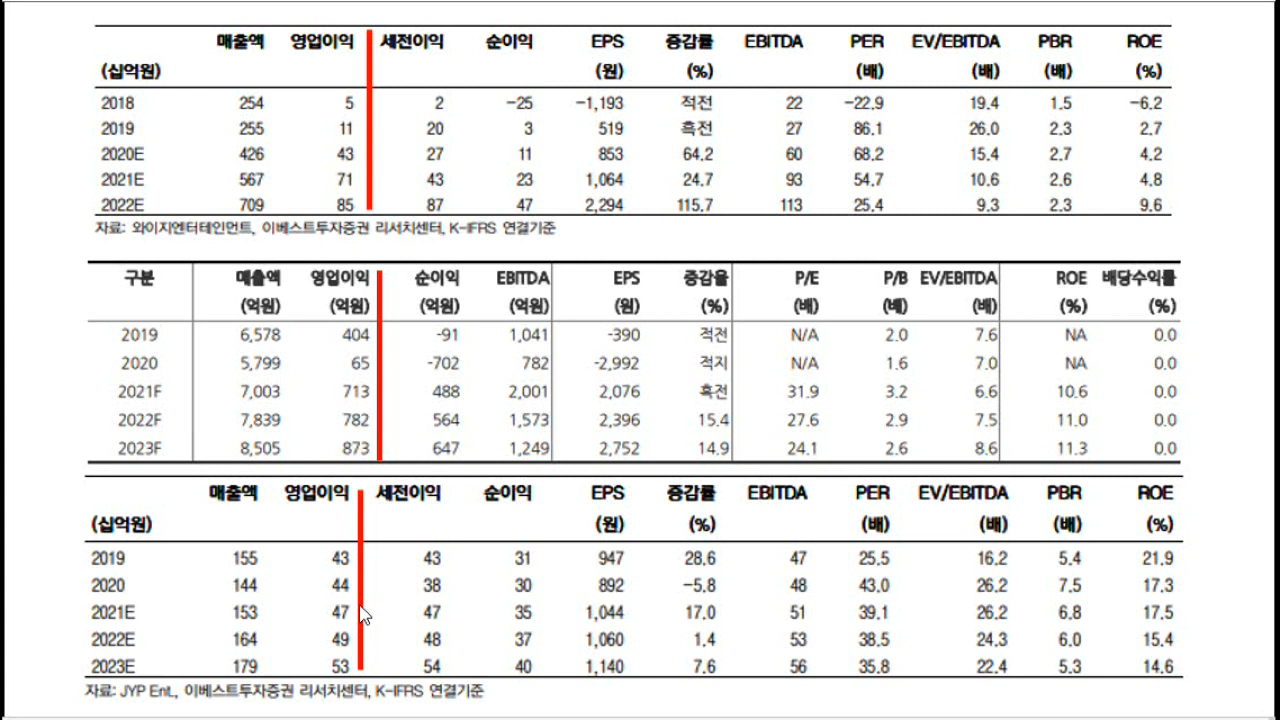 매출액 영업이익 세전이익 순이익 EPS 증감률 EBITDA PER EV/EBITDA PBR ROE
(십억원) (원) (%) (배) (배) (배) (%)
2018 254 5 2 -25 -1,193 적전 22 -22.9 19.4 1.5 -6.2
2019 255 11 20 3 519 흑전 27 86.1 26.0 2.3 2.7
2020E 426 43 27 11 853 64.2 60 68.2 15.4 2.7 4.2
2021E 567 71 43 23 1,064 24.7 93 54.7 10.6 2.6 4.8
2022E 709 85 87 47 2,294 115.7 113 25.4 9.3 2.3 9.6
자료: 와이지엔터테인먼트, 이베스트투자증권 리서치센터, K-IFRS 연결기준
구분 매출액 영업이익 순이익 EBITDA EPS 증감율 P/E P/B EV/EBITDA ROE 배당수익률
(억원) (억원) (억원) (억원) (원) (%) (배) (배) (배) (%) (%)
2019 6,578 404 -91 1,041 -390 적전 N/A 2.0 7.6 NA 0.0
2020 5,799 65 -702 782 -2,992 적지 N/A 1.6 7.0 NA 0.0
2021F 7,003 713 488 2,001 2,076 흑전 31.9 3.2 6.6 10.6 0.0
2022F 7,839 782 564 1,573 2,396 15.4 27.6 2.9 7.5 11.0 0.0
2023F 8,505 873 647 1,249 2,752 14.9 24.1 2.6 8.6 11.3 0.0
매출액 영업이익 세전이익 순이익 EPS 증감률 EBITDA PER EV/EBITDA PBR ROE
(십억원) (원) (%) (배) (배) (배) (%)
2019 155 43 43 31 947 28.6 47 25.5 16.2 5.4 21.9
2020 144 44 38 30 892 -5.8 48 43.0 26.2 7.5 17.3
2021E 153 47 47 35 1,044 17.0 51 39.1 26.2 6.8 17.5
2022E 164 49 48 37 1,060 1.4 53 38.5 24.3 6.0 15.4
2023E 179 53 54 40 1,140 7.6 56 35.8 22.4 5.3 14.6
자료: JYP Ent., 이베스트투자증권 리서치센터, K-IFRS 연결기준